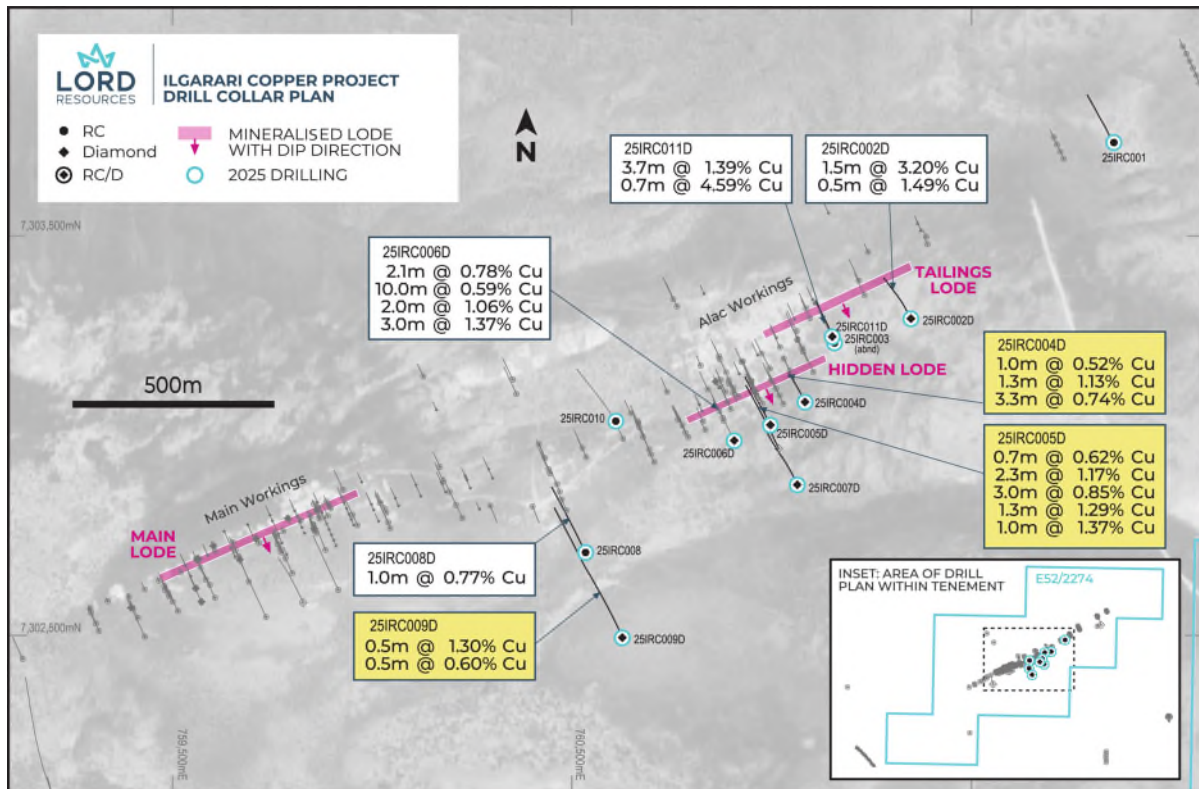 LORD
RESOURCES
ILGARARI COPPER PROJECT
DRILL COLLAR PLAN
RC
Diamond
RC/D
MINERALISED LODE
WITH DIP DIRECTION
2025 DRILLING
N
25IRC011D
3.7m @ 1.39% Cu
0.7m @ 4.59% Cu
25IRC002D
1.5m @ 3.20% Cu
0.5m @ 1.49% Cu
25IRC001
7,303,500mN
25IRC006D
2.1m @ 0.78% Cu
10.0m @ 0.59% Cu
2.0m @ 1.06% Cu
3.0m @ 1.37% Cu
Alac Workings
TAILINGS
LODE
25IRC002D
25IRC011D
25IRC003
(abnd)
HIDDEN LODE
25IRC004D
1.0m @ 0.52% Cu
1.3m @ 1.13% Cu
3.3m @ 0.74% Cu
500m
25IRC004D
25IRC010
25IRC005D
25IRC006D
25IRC005D
0.7m @ 0.62% Cu
2.3m @ 1.17% Cu
3.0m @ 0.85% Cu
1.3m @ 1.29% Cu
1.0m @ 1.37% Cu
25IRC007D
Main Workings
MAIN
LODE
25IRC008D
1.0m @ 0.77% Cu
25IRC008
25IRC009D
0.5m @ 1.30% Cu
0.5m @ 0.60% Cu
25IRC009D
7,302,500mN
INSET: AREA OF DRILL
PLAN WITHIN TENEMENT
E52/2274
759,500mE
760,500mE